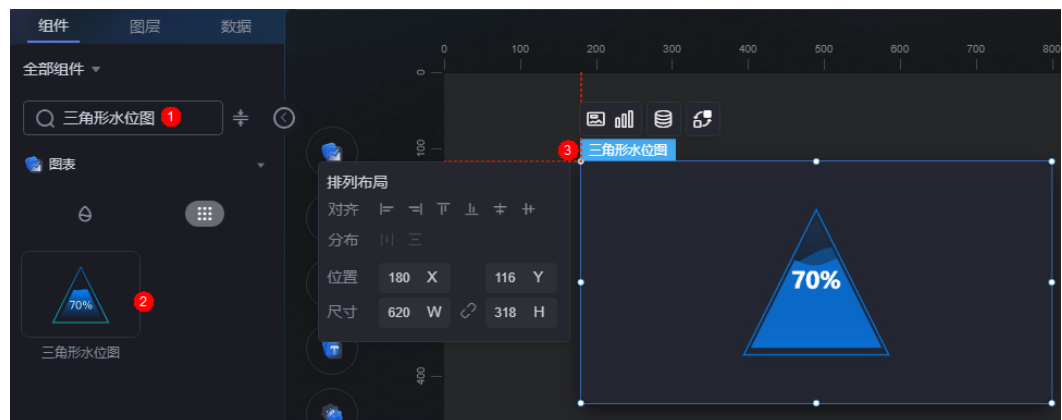 组件 图层 数据
全部组件
三角形水位图 1
图表
70% 2
三角形水位图
0 100 200 300 400 500 600 700 800
0
100
400
3 三角形水位图
排列布局
对齐
分布
位置 180 X 116 Y
尺寸 620 W 318 H
T
70%